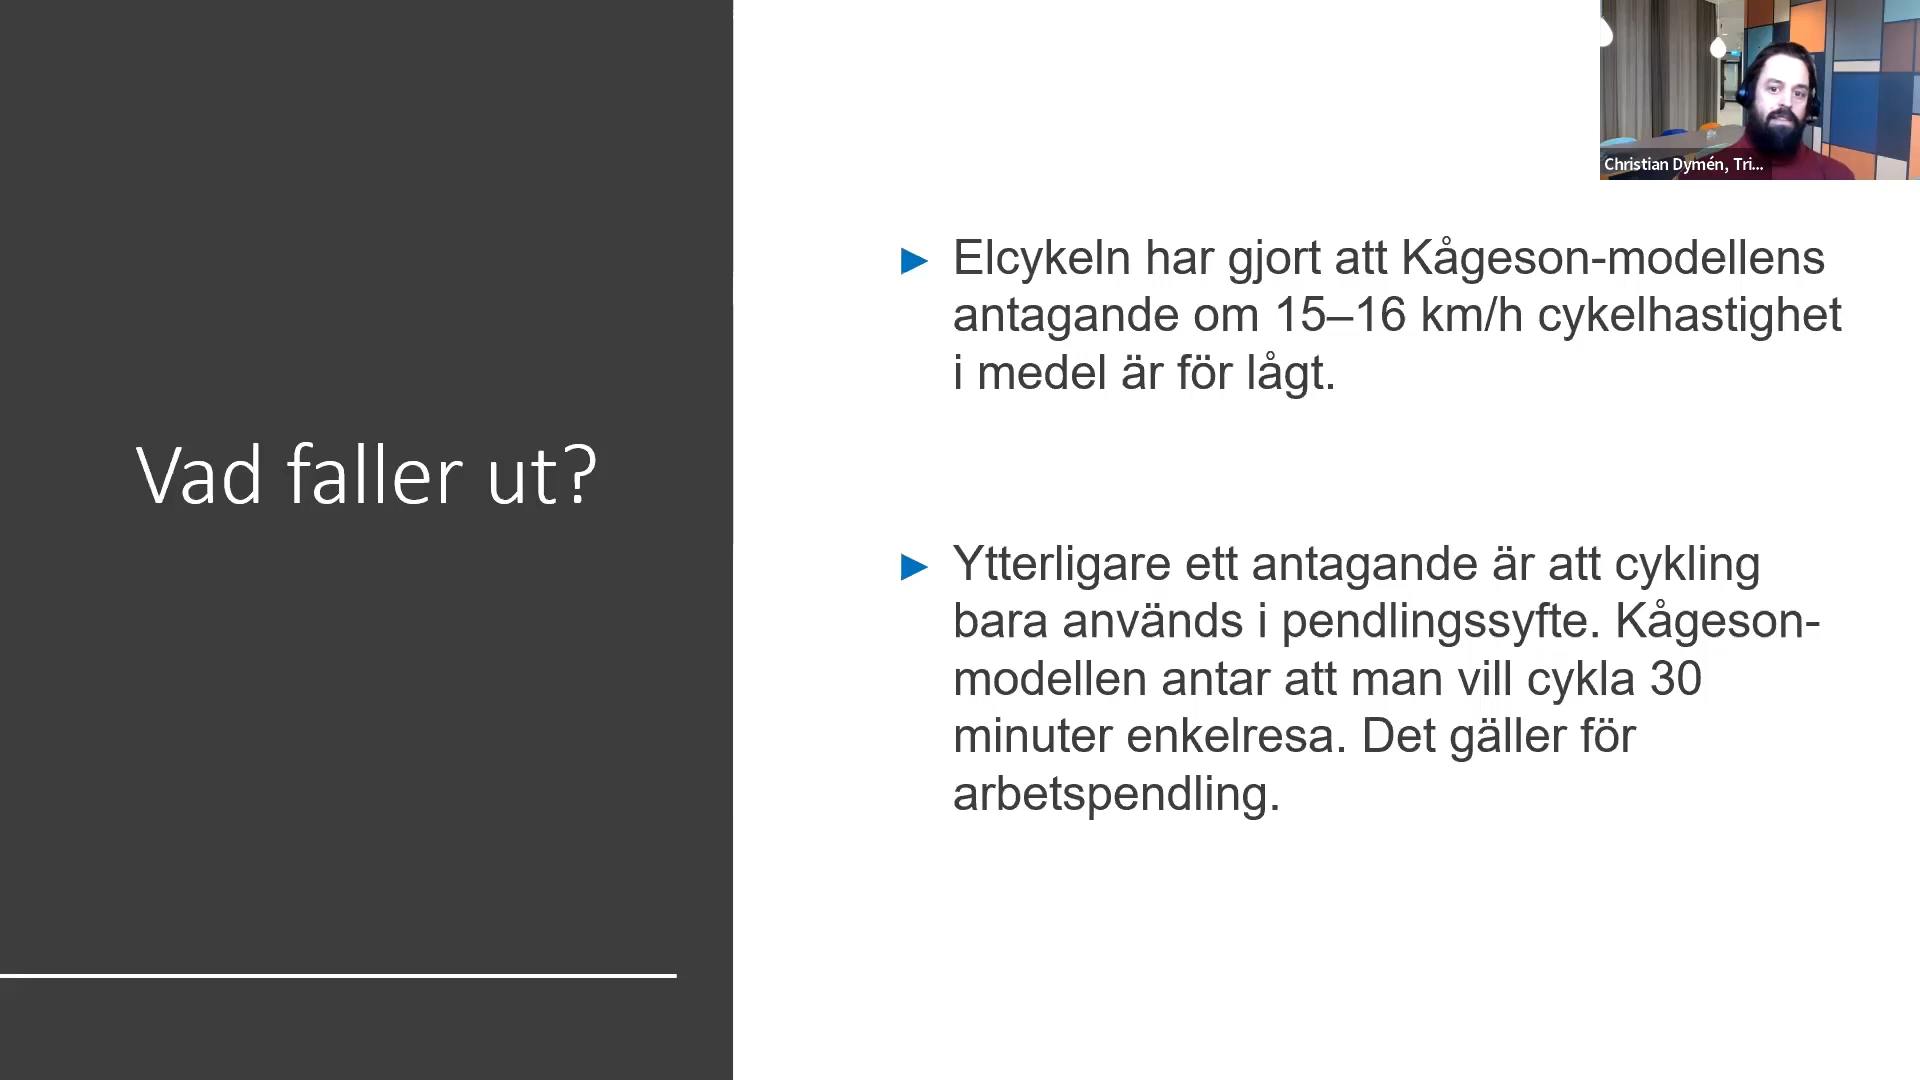 Christian Dymén, Tri...
Vad faller ut?
Elcykeln har gjort att Kågeson-modellens
antagande om 15–16 km/h cykelhastighet
i medel är för lågt.
Ytterligare ett antagande är att cykling
bara används i pendlingssyfte. Kågeson-
modellen antar att man vill cykla 30
minuter enkelresa. Det gäller för
arbetspendling.